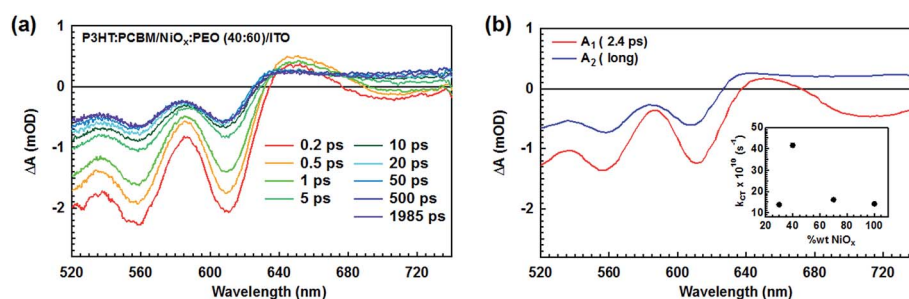 (a)
P3HT:PCBM/NiOx:PEO (40:60)/ITO
ΔA (mOD)
1
0
-1
-2
0.2 ps
0.5 ps
1 ps
5 ps
10 ps
20 ps
50 ps
500 ps
1985 ps
520 560 600 640 680 720
Wavelength (nm)
(b)
A1 ( 2.4 ps)
A2 ( long)
ΔA (mOD)
1
0
-1
-2
kCT x 10^10 (s^-1)
40
30
20
10
20 40 60 80 100
%wt NiOx
520 560 600 640 680 720
Wavelength (nm)